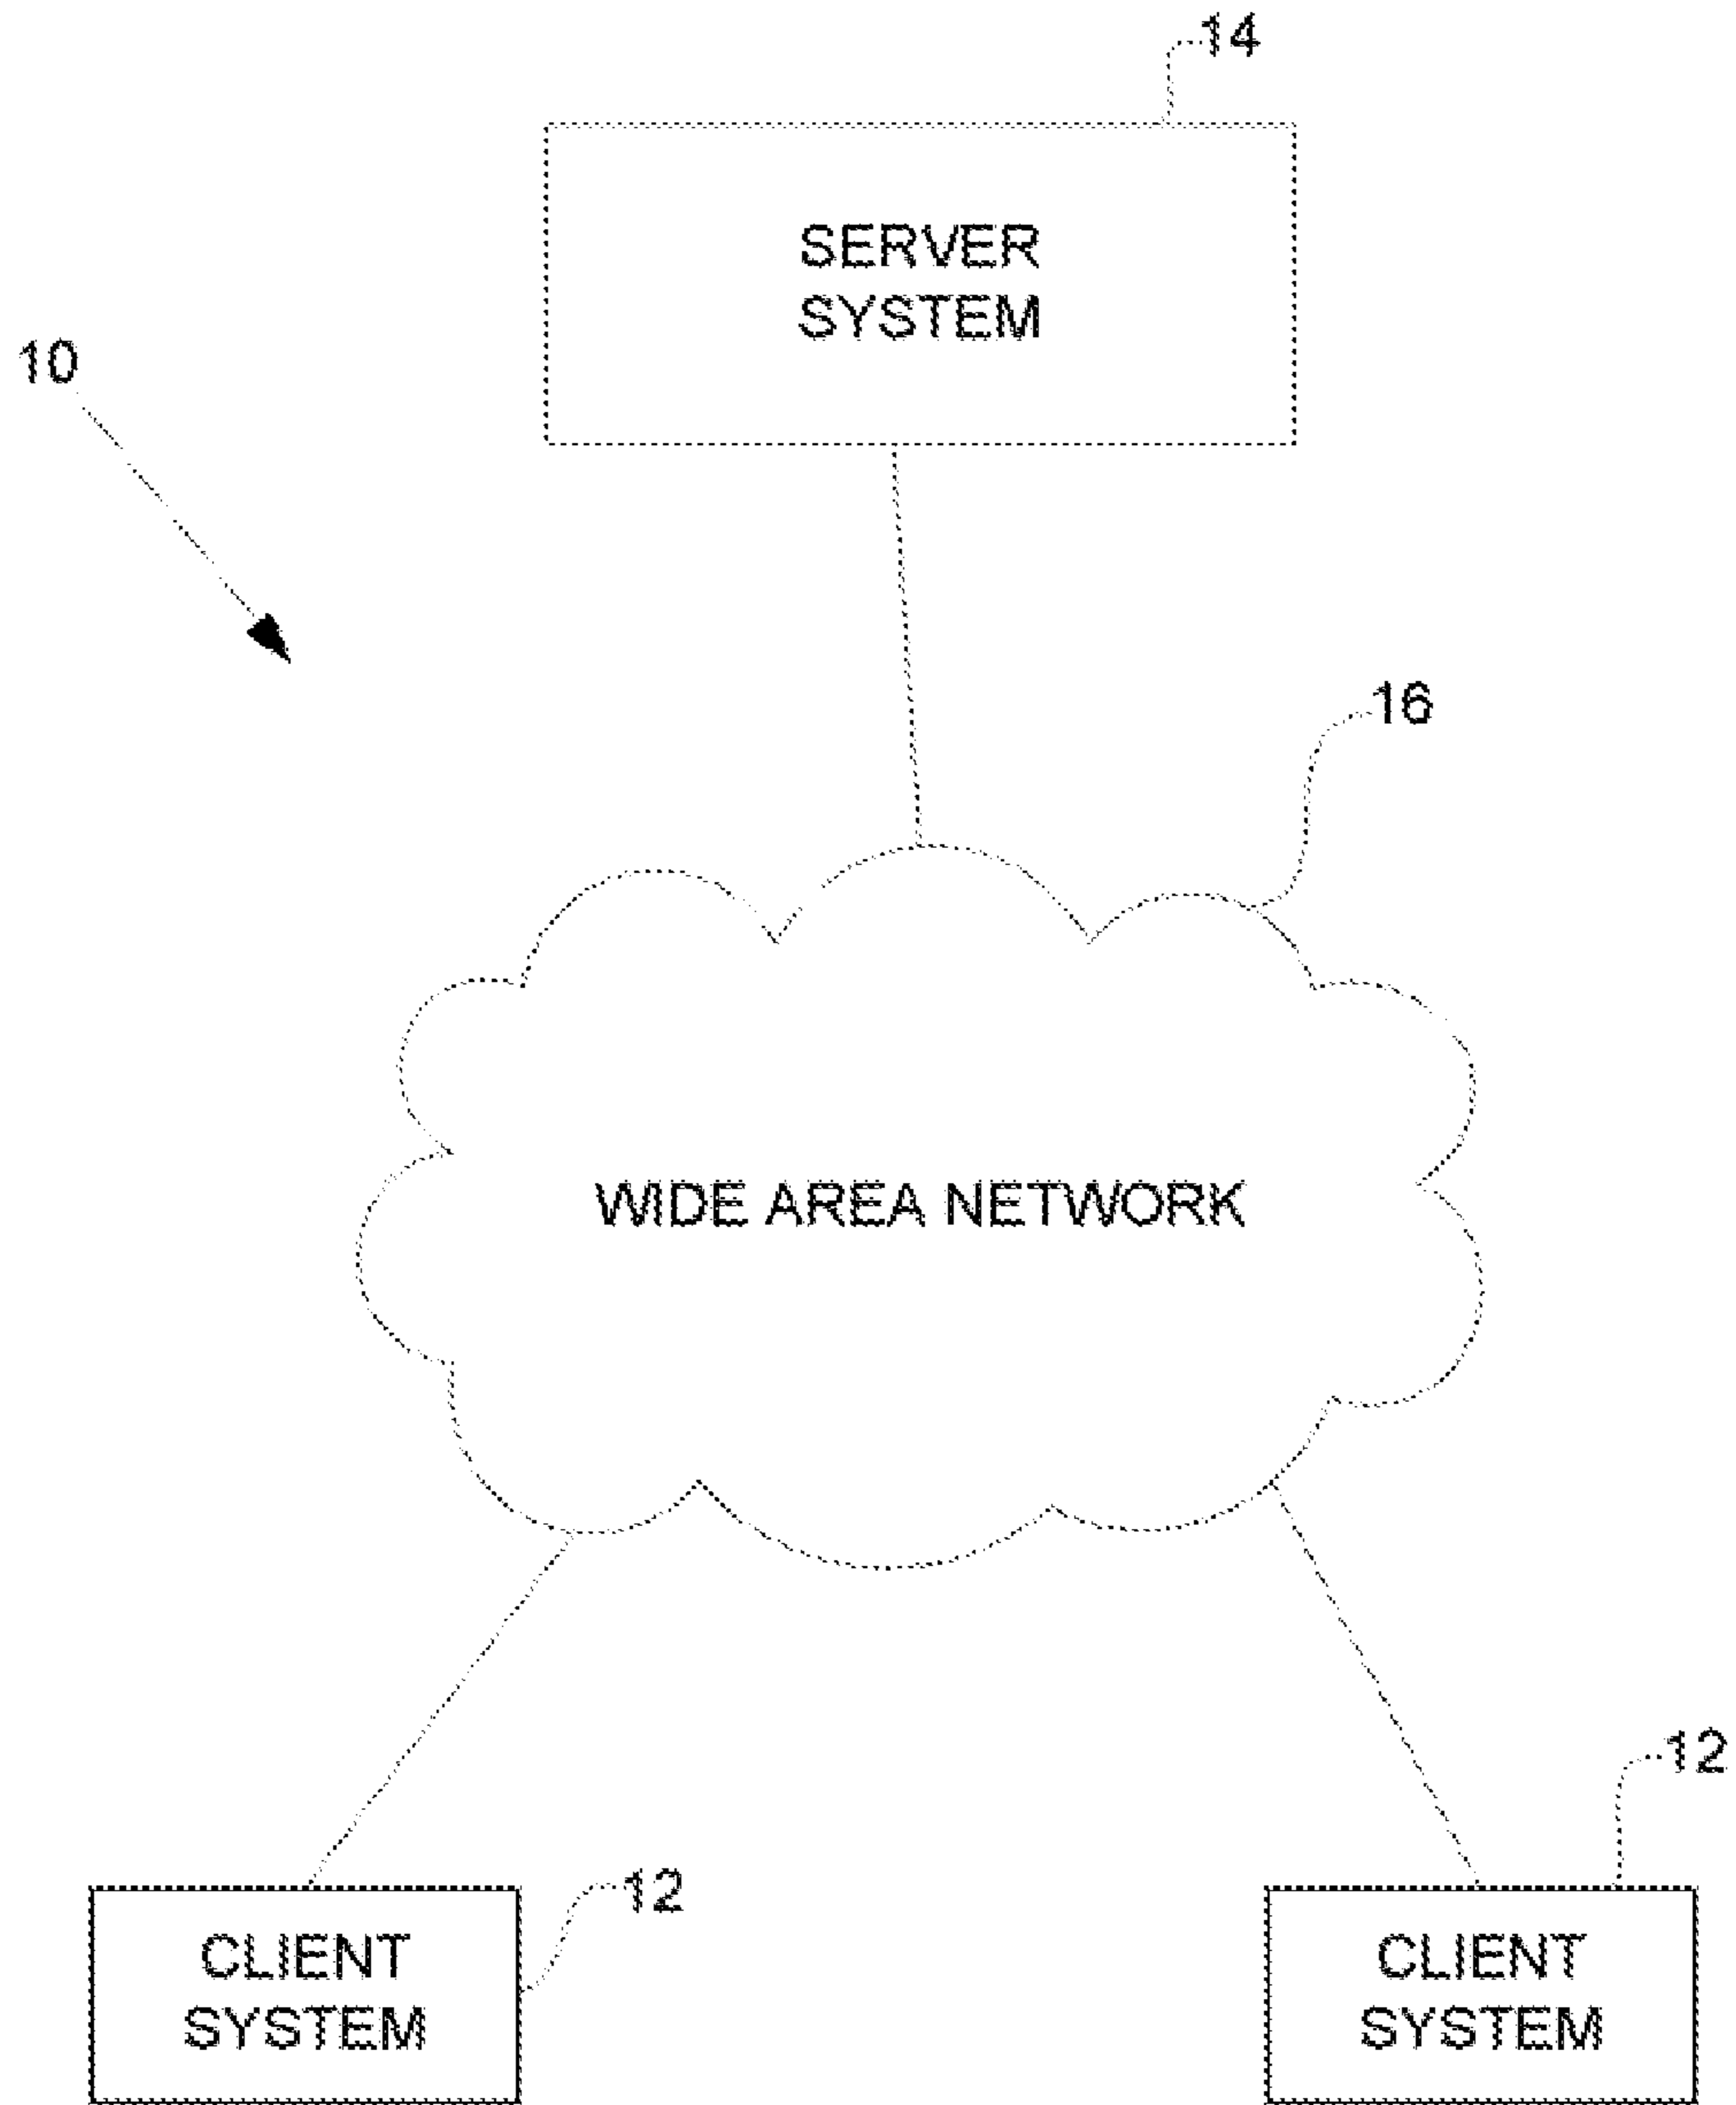 14
SERVER
SYSTEM
10
16
WIDE AREA NETWORK
12
12
CLIENT
SYSTEM
CLIENT
SYSTEM